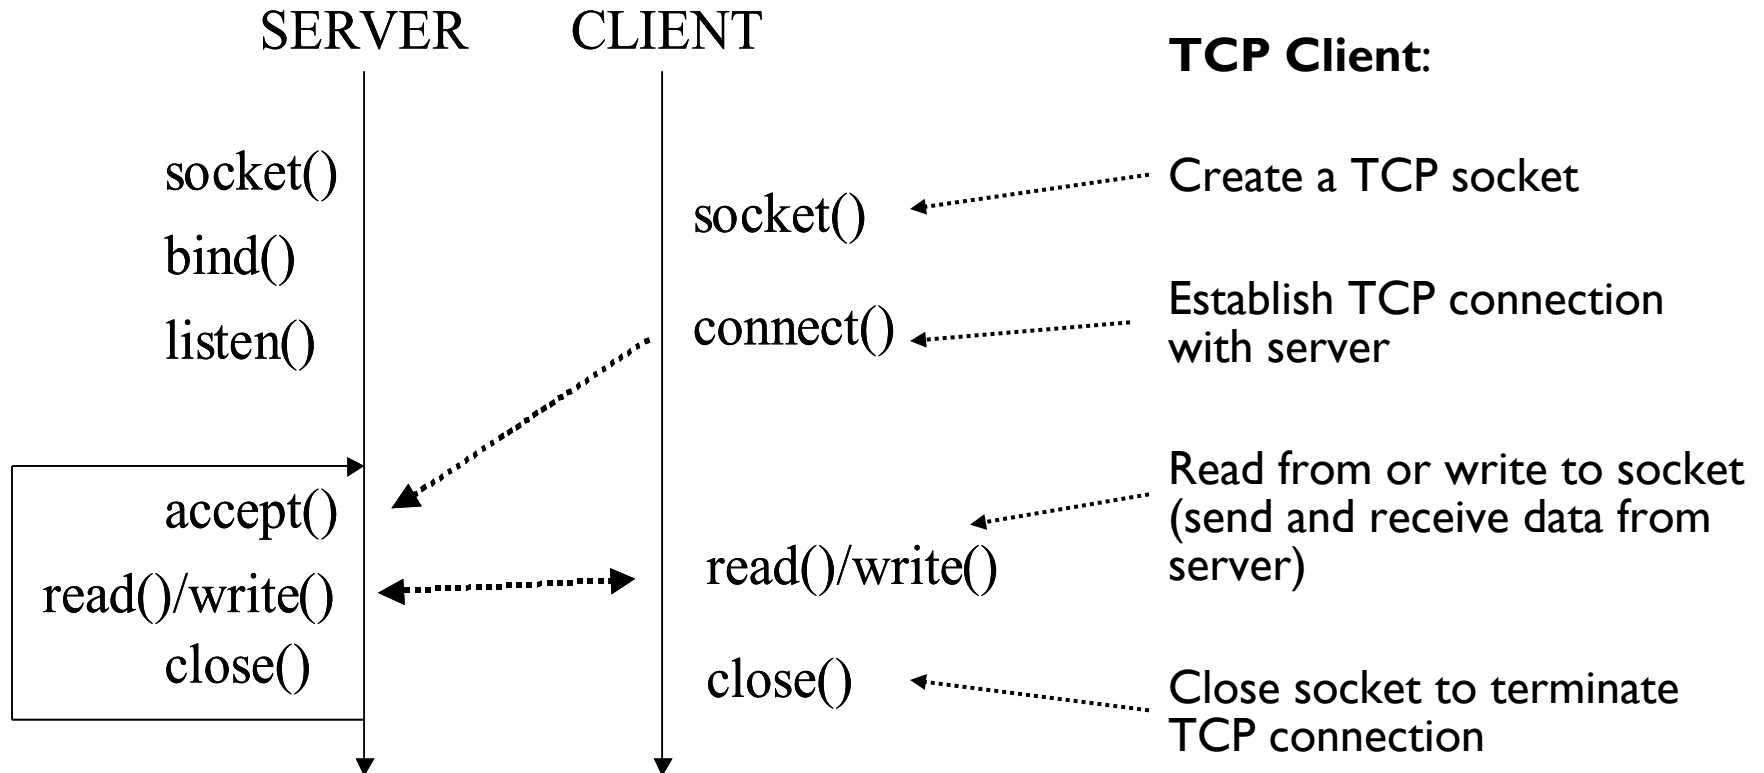 SERVER
CLIENT
TCP Client:
socket()
bind()
listen()
accept()
read()/write()
close()
socket()
connect()
read()/write()
close()
Create a TCP socket
Establish TCP connection
with server
Read from or write to socket
(send and receive data from
server)
Close socket to terminate
TCP connection